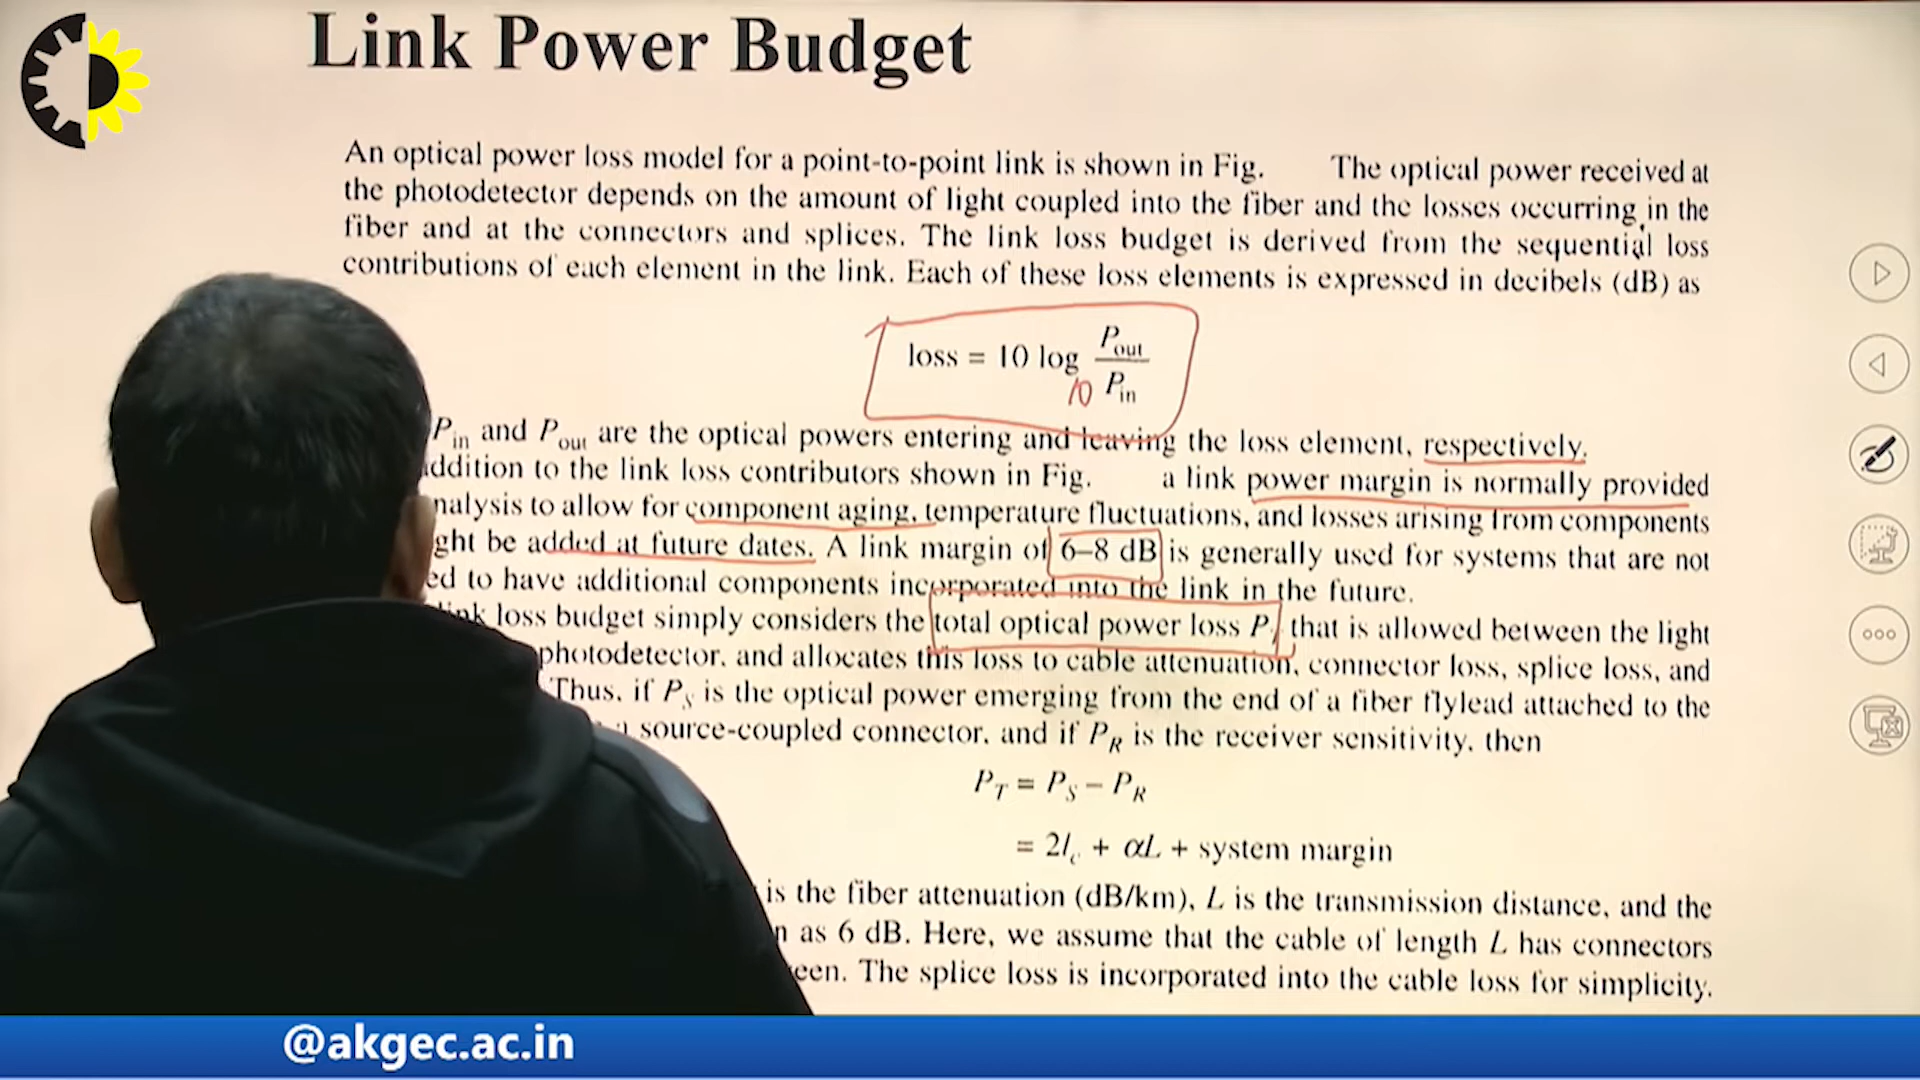 Link Power Budget
An optical power loss model for a point-to-point link is shown in Fig. The optical power received at
the photodetector depends on the amount of light coupled into the fiber and the losses occurring in the
fiber and at the connectors and splices. The link loss budget is derived from the sequential loss
contributions of each element in the link. Each of these loss elements is expressed in decibels (dB) as
loss = 10 log 10 Pout / Pin
Pin and Pout are the optical powers entering and leaving the loss element, respectively.
ddition to the link loss contributors shown in Fig. a link power margin is normally provided
nalysis to allow for component aging, temperature fluctuations, and losses arising from components
ght be added at future dates. A link margin of 6–8 dB is generally used for systems that are not
ed to have additional components incorporated into the link in the future.
link loss budget simply considers the total optical power loss P that is allowed between the light
photodetector, and allocates this loss to cable attenuation, connector loss, splice loss, and
Thus, if PS is the optical power emerging from the end of a fiber flylead attached to the
source-coupled connector, and if PR is the receiver sensitivity, then
PT = PS – PR
= 2lc + αL + system margin
is the fiber attenuation (dB/km), L is the transmission distance, and the
n as 6 dB. Here, we assume that the cable of length L has connectors
een. The splice loss is incorporated into the cable loss for simplicity.
@akgec.ac.in